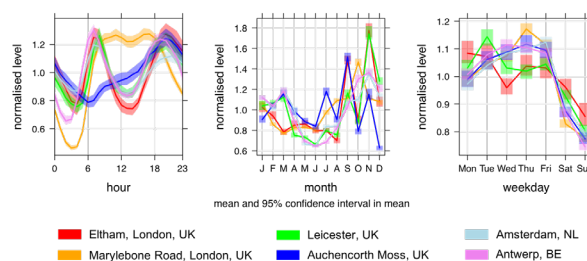 normalised level
1.2
1.0
0.8
0.6
0 6 12 18 23
hour
normalised level
1.8
1.6
1.4
1.2
1.0
0.8
0.6
J F M A M J J A S O N D
month
normalised level
1.2
1.1
1.0
0.9
0.8
Mon Tue Wed Thu Fri Sat Sun
weekday
mean and 95% confidence interval in mean
Eltham, London, UK
Leicester, UK
Amsterdam, NL
Marylebone Road, London, UK
Auchencorth Moss, UK
Antwerp, BE